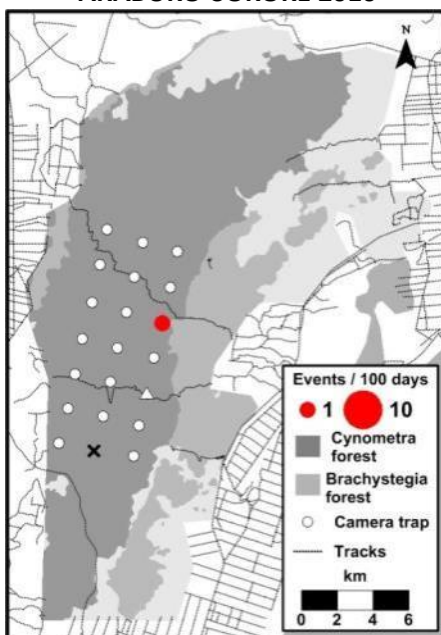 N
Events / 100 days
1 10
Cynometra
forest
Brachystegia
forest
Camera trap
Tracks
km
0 2 4 6